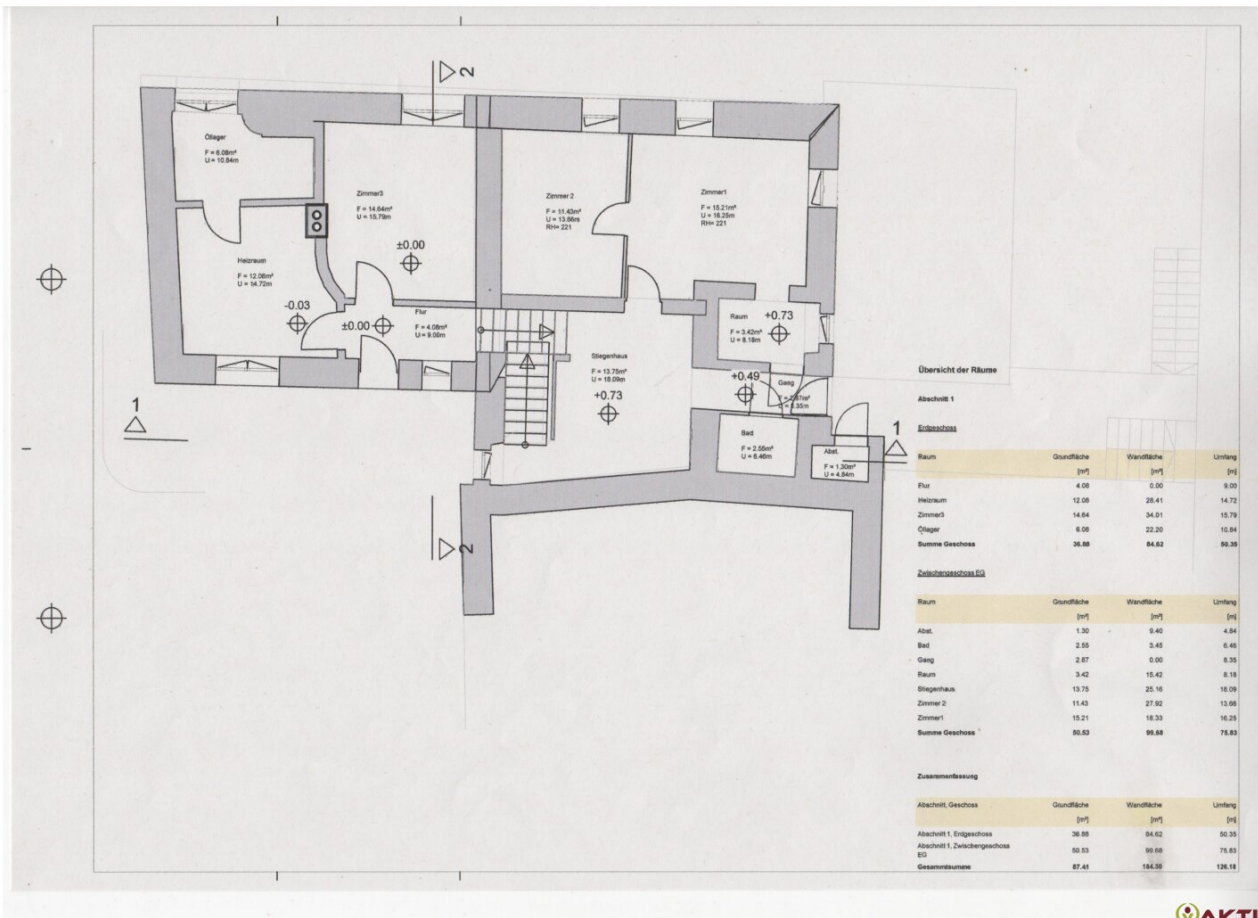 2
Öllager
F = 6.08m²
U = 10.84m
Zimmer3
F = 14.64m²
U = 15.79m
±0.00
Zimmer 2
F = 11.43m²
U = 13.66m
RH= 221
Zimmer1
F = 15.21m²
U = 16.25m
RH= 221
Heizraum
F = 12.08m²
U = 14.72m
-0.03
±0.00
Flur
F = 4.08m²
U = 9.00m
Raum
+0.73
F = 3.42m²
U = 8.18m
Stiegenhaus
F = 13.75m²
U = 18.09m
+0.73
+0.49
Gang
Bad
F = 2.55m²
U = 6.46m
Abst.
F = 1.30m²
U = 4.84m
1
1
2
Übersicht der Räume
Abschnitt 1
Erdgeschoss
Raum Grundfläche Wandfläche Umfang
[m²] [m²] [m]
Flur 4.08 0.00 9.00
Heizraum 12.08 28.41 14.72
Zimmer3 14.64 34.01 15.79
Öllager 6.08 22.20 10.84
Summe Geschoss 36.88 84.62 50.35
Zwischengeschoss EG
Raum Grundfläche Wandfläche Umfang
[m²] [m²] [m]
Abst. 1.30 9.40 4.84
Bad 2.55 3.45 6.46
Gang 2.87 0.00 8.35
Raum 3.42 15.42 8.18
Stiegenhaus 13.75 25.16 18.09
Zimmer 2 11.43 27.92 13.66
Zimmer1 15.21 18.33 16.25
Summe Geschoss 50.53 99.68 75.83
Zusammenfassung
Abschnitt, Geschoss Grundfläche Wandfläche Umfang
[m²] [m²] [m]
Abschnitt 1, Erdgeschoss 36.88 84.62 50.35
Abschnitt 1, Zwischengeschoss
EG 50.53 99.68 75.83
Gesammtsumme 87.41 184.30 126.18